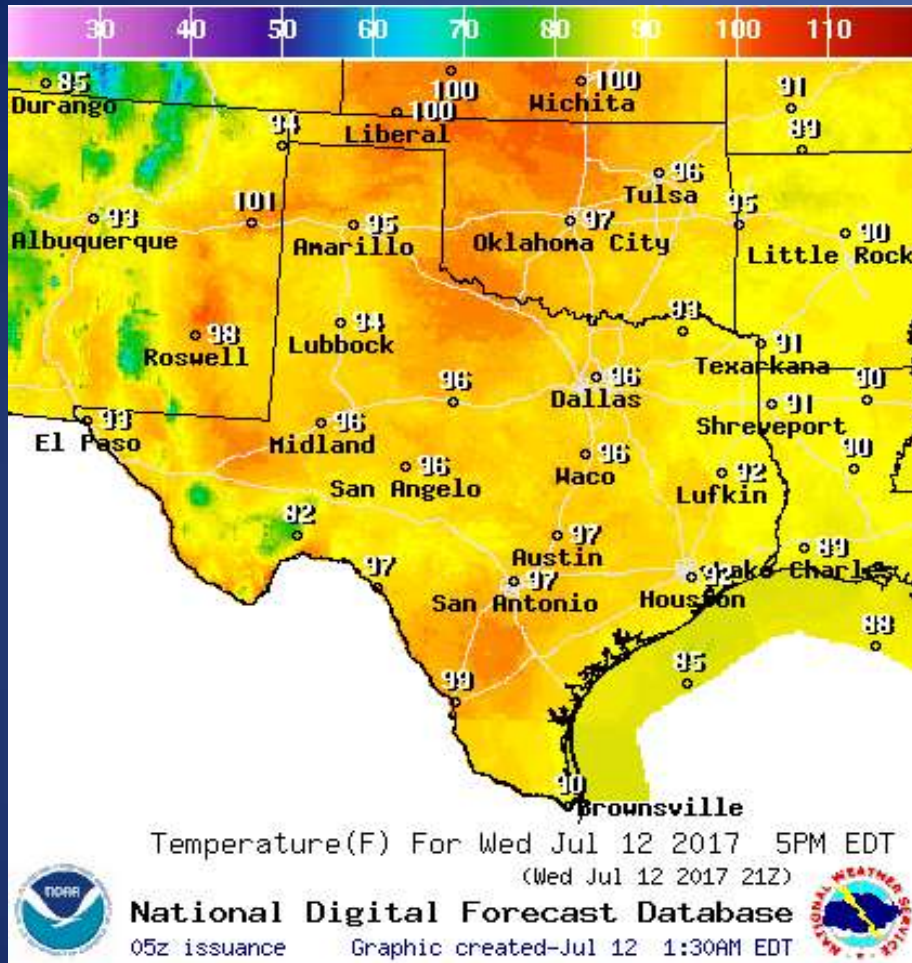 30 40 50 60 70 80 90 100 110
85
Durango
94
100
100
Liberal
100
Wichita
91
89
96
Tulsa
93
Albuquerque
101
95
Amarillo
97
Oklahoma City
95
90
Little Rock
98
Roswell
94
Lubbock
93
91
Texarkana
96
96
Dallas
90
91
Shreveport
93
El Paso
96
Midland
96
San Angelo
96
Waco
92
Lufkin
90
82
97
97
Austin
89
Lake Charles
97
San Antonio
92
Houston
88
85
99
90
Brownsville
Temperature(F) For Wed Jul 12 2017 5PM EDT
(Wed Jul 12 2017 21Z)
National Digital Forecast Database
05z issuance Graphic created-Jul 12 1:30AM EDT
NOAA
NATIONAL WEATHER SERVICE